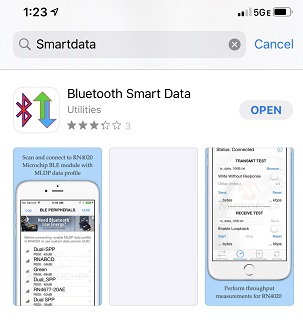 1:23
5GE
Smartdata
Cancel
Bluetooth Smart Data
Utilities
3
OPEN
Scan and connect to RN4020
Microchip BLE module with
MLDP data profile
BLE PERIPHERALS
Need Bluetooth
Low Energy?
Dual-SPP
RNABCD
Green
Dual-SPP
RN4677-20AE
Dual-SPP
Status: Connected
TRANSMIT TEST
Write Without Response
Send
Reset
bytes
kbps
RECEIVE TEST
Enable Loopback
Send
Reset
bytes
kbps
Perform throughput
measurements for RN4020